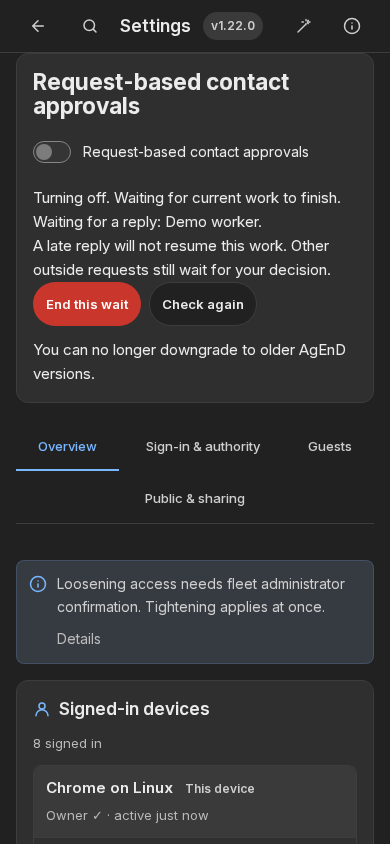 Settings v1.22.0
Request-based contact
approvals
Request-based contact approvals
Turning off. Waiting for current work to finish.
Waiting for a reply: Demo worker.
A late reply will not resume this work. Other
outside requests still wait for your decision.
End this wait Check again
You can no longer downgrade to older AgEnD
versions.
Overview Sign-in & authority Guests
Public & sharing
Loosening access needs fleet administrator
confirmation. Tightening applies at once.
Details
Signed-in devices
8 signed in
Chrome on Linux This device
Owner ✓ · active just now